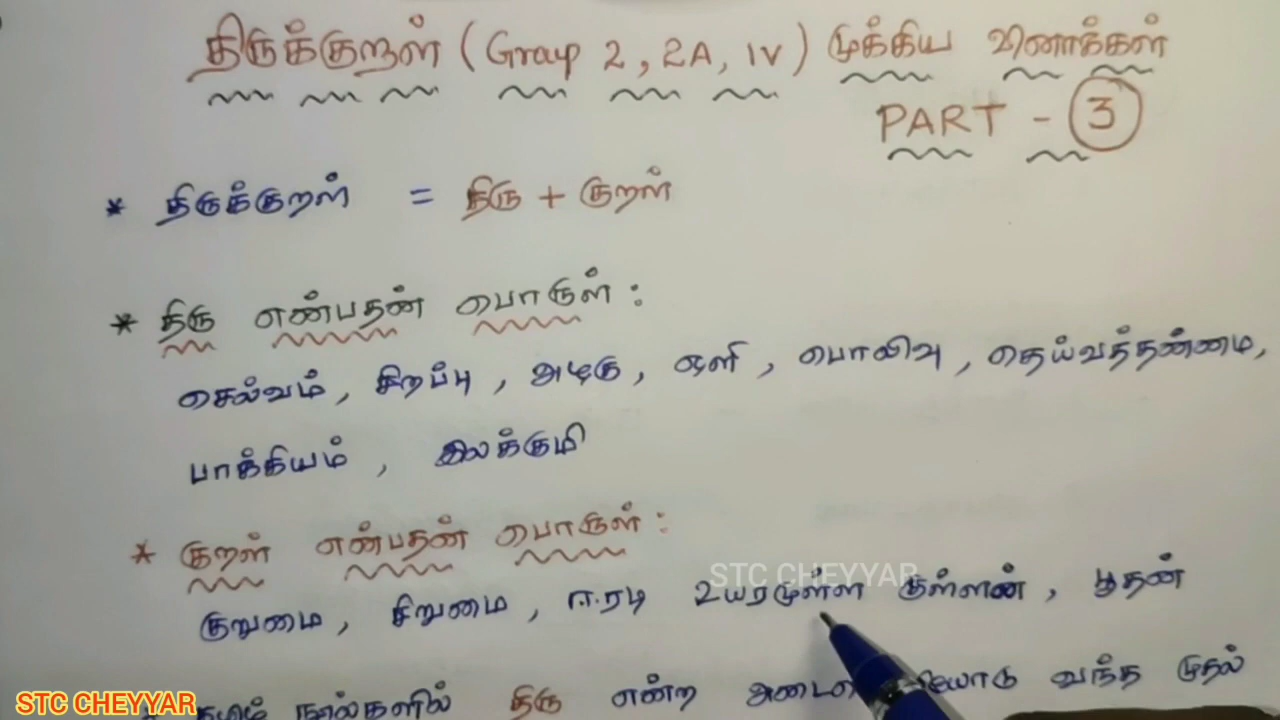 திருக்குறள் (Group 2, 2A, IV) முக்கிய வினாக்கள்
PART - 3
* திருக்குறள் = திரு + குறள்
* திரு என்பதன் பொருள் :
செல்வம், சிறப்பு, அழகு, ஒளி, பொலிவு, தெய்வத்தன்மை,
பாக்கியம், இலக்குமி
* குறள் என்பதன் பொருள் :
குறுமை, சிறுமை, ஈரடி உயரமுள்ள குள்ளன், பூதன்
STC CHEYYAR
* தமிழ் நூல்களில் திரு என்ற வந்த முதல்
STC CHEYYAR